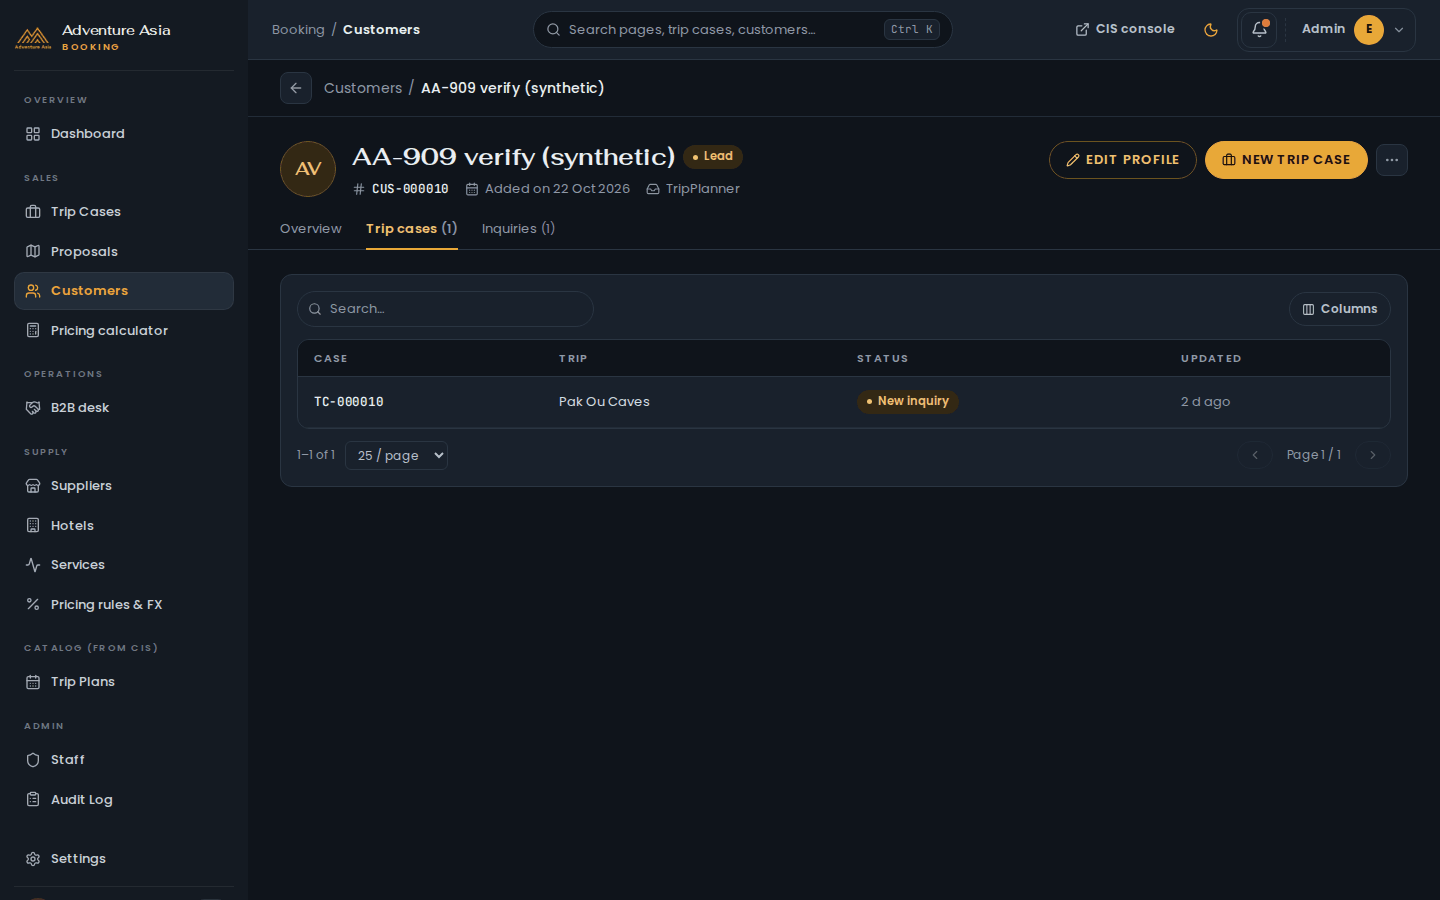 Adventure Asia
BOOKING
Adventure Asia
OVERVIEW
Dashboard
SALES
Trip Cases
Proposals
Customers
Pricing calculator
OPERATIONS
B2B desk
SUPPLY
Suppliers
Hotels
Services
Pricing rules & FX
CATALOG (FROM CIS)
Trip Plans
ADMIN
Staff
Audit Log
Settings
Booking / Customers
Search pages, trip cases, customers...
Ctrl K
CIS console
Admin
E
Customers / AA-909 verify (synthetic)
AV
AA-909 verify (synthetic)
Lead
CUS-000010
Added on 22 Oct 2026
TripPlanner
EDIT PROFILE
NEW TRIP CASE
Overview
Trip cases (1)
Inquiries (1)
Search...
Columns
CASE TRIP STATUS UPDATED
TC-000010 Pak Ou Caves New inquiry 2 d ago
1–1 of 1
25 / page
Page 1 / 1